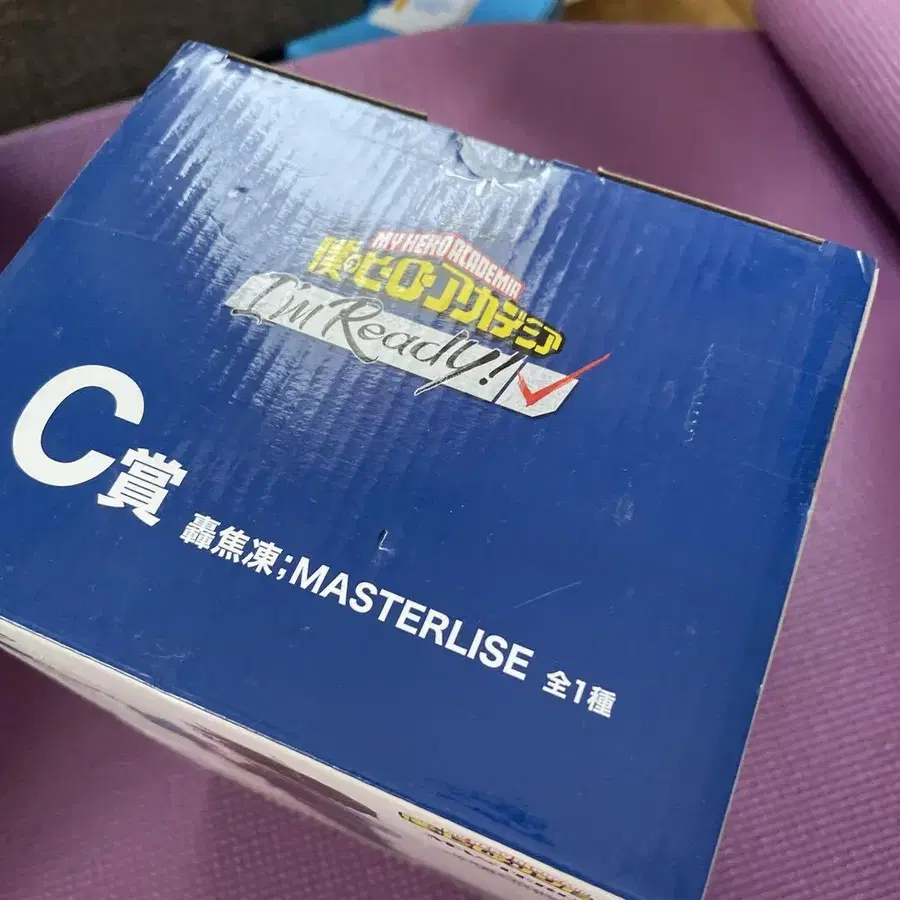 MY HERO ACADEMIA
僕のヒーローアカデミア
I'm Ready!
C賞
轟焦凍;MASTERLISE 全1種